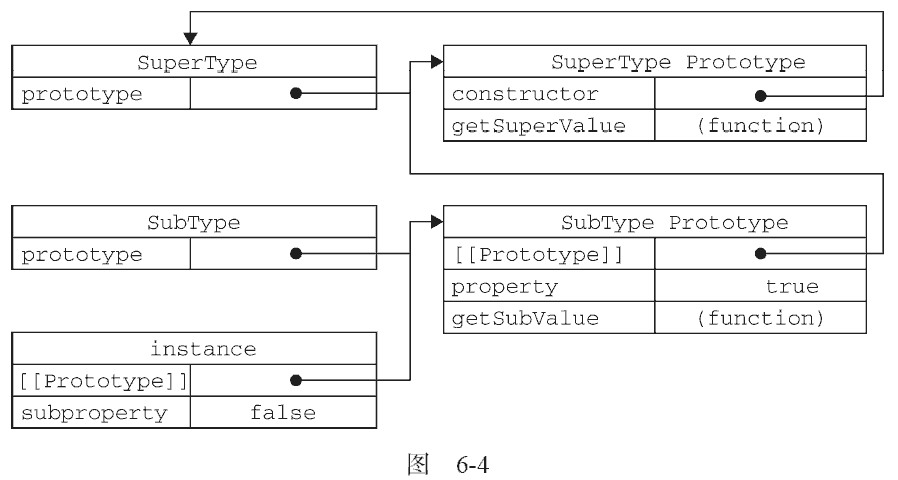 SuperType
prototype
SuperType Prototype
constructor
getSuperValue (function)
SubType
prototype
SubType Prototype
[[Prototype]]
property true
getSubValue (function)
instance
[[Prototype]]
subproperty false
图 6-4